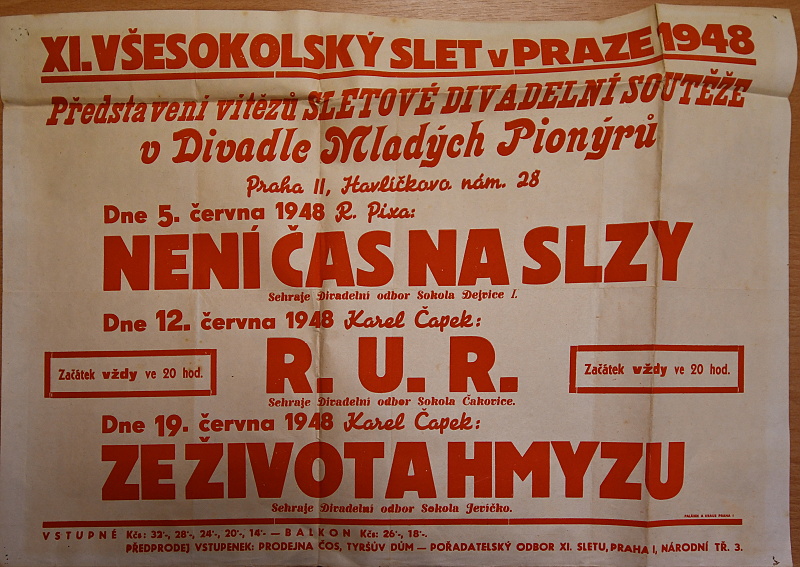 XI. VŠESOKOLSKÝ SLET v PRAZE 1948
Představení vítězů SLETOVÉ DIVADELNÍ SOUTĚŽE
v Divadle Mladých Pionýrů
Praha II, Havlíčkovo nám. 28
Dne 5. června 1948 R. Pixa:
NENÍ ČAS NA SLZY
Sehraje Divadelní odbor Sokola Dejvice I.
Dne 12. června 1948 Karel Čapek:
Začátek vždy ve 20 hod.
R. U. R.
Začátek vždy ve 20 hod.
Sehraje Divadelní odbor Sokola Čakovice.
Dne 19. června 1948 Karel Čapek:
ZE ŽIVOTA HMYZU
Sehraje Divadelní odbor Sokola Jevíčko.
PRAHA I
VSTUPNÉ Kčs: 32·-, 28·-, 24·-, 20·-, 14·- — BALKON Kčs: 26·-, 18·-.
PŘEDPRODEJ VSTUPENEK: PRODEJNA ČOS, TYRŠŮV DŮM — POŘADATELSKÝ ODBOR XI. SLETU, PRAHA I, NÁRODNÍ TŘ. 3.